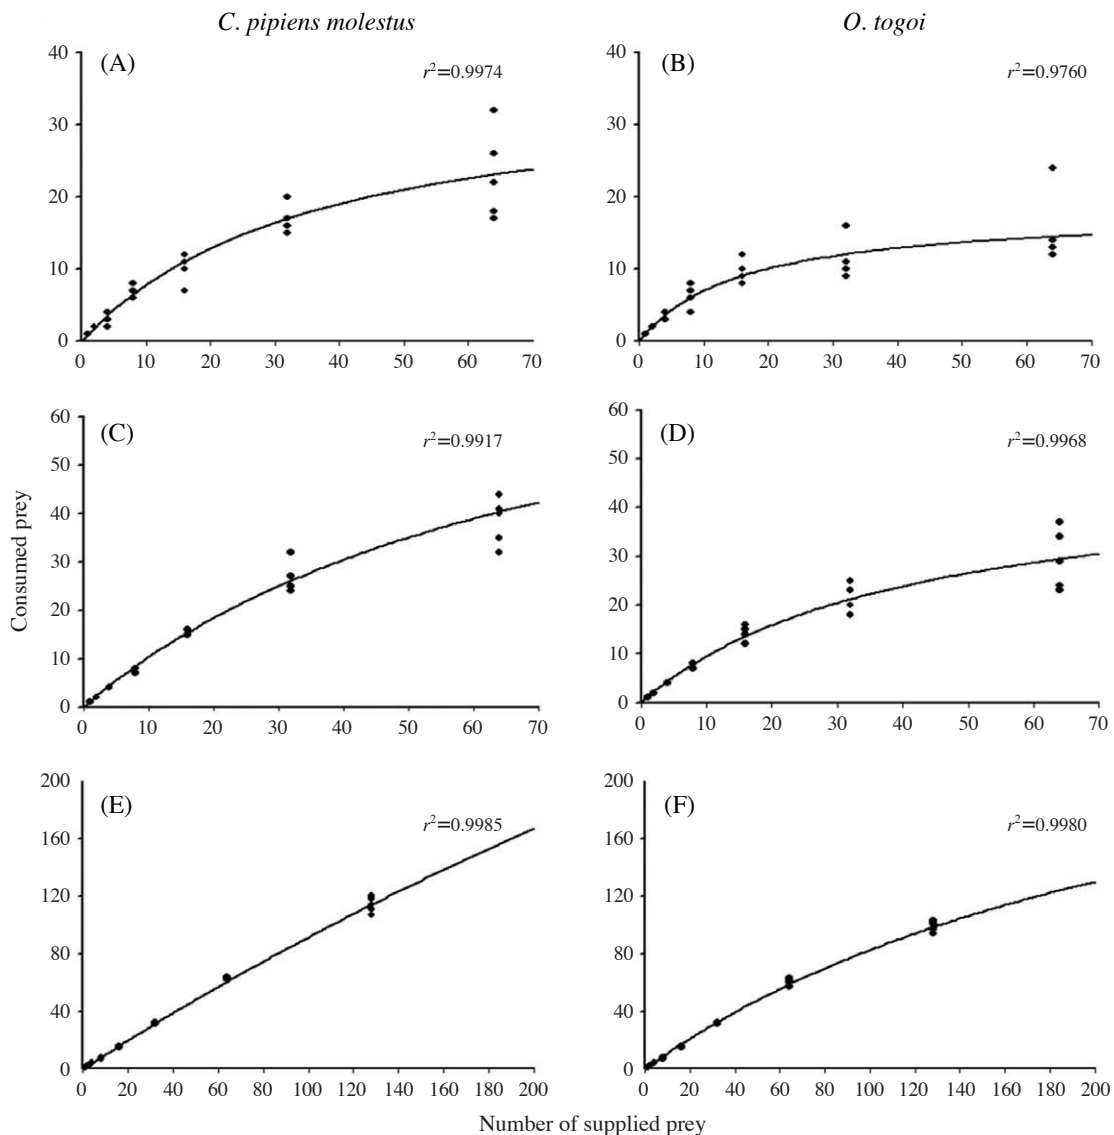 C. pipiens molestus
O. togoi
(A)
r²=0.9974
40
30
20
10
0
0 10 20 30 40 50 60 70
(B)
r²=0.9760
40
30
20
10
0
0 10 20 30 40 50 60 70
Consumed prey
(C)
r²=0.9917
60
50
40
30
20
10
0
0 10 20 30 40 50 60 70
(D)
r²=0.9968
60
50
40
30
20
10
0
0 10 20 30 40 50 60 70
(E)
r²=0.9985
200
160
120
80
40
0
0 20 40 60 80 100 120 140 160 180 200
(F)
r²=0.9980
200
160
120
80
40
0
0 20 40 60 80 100 120 140 160 180 200
Number of supplied prey